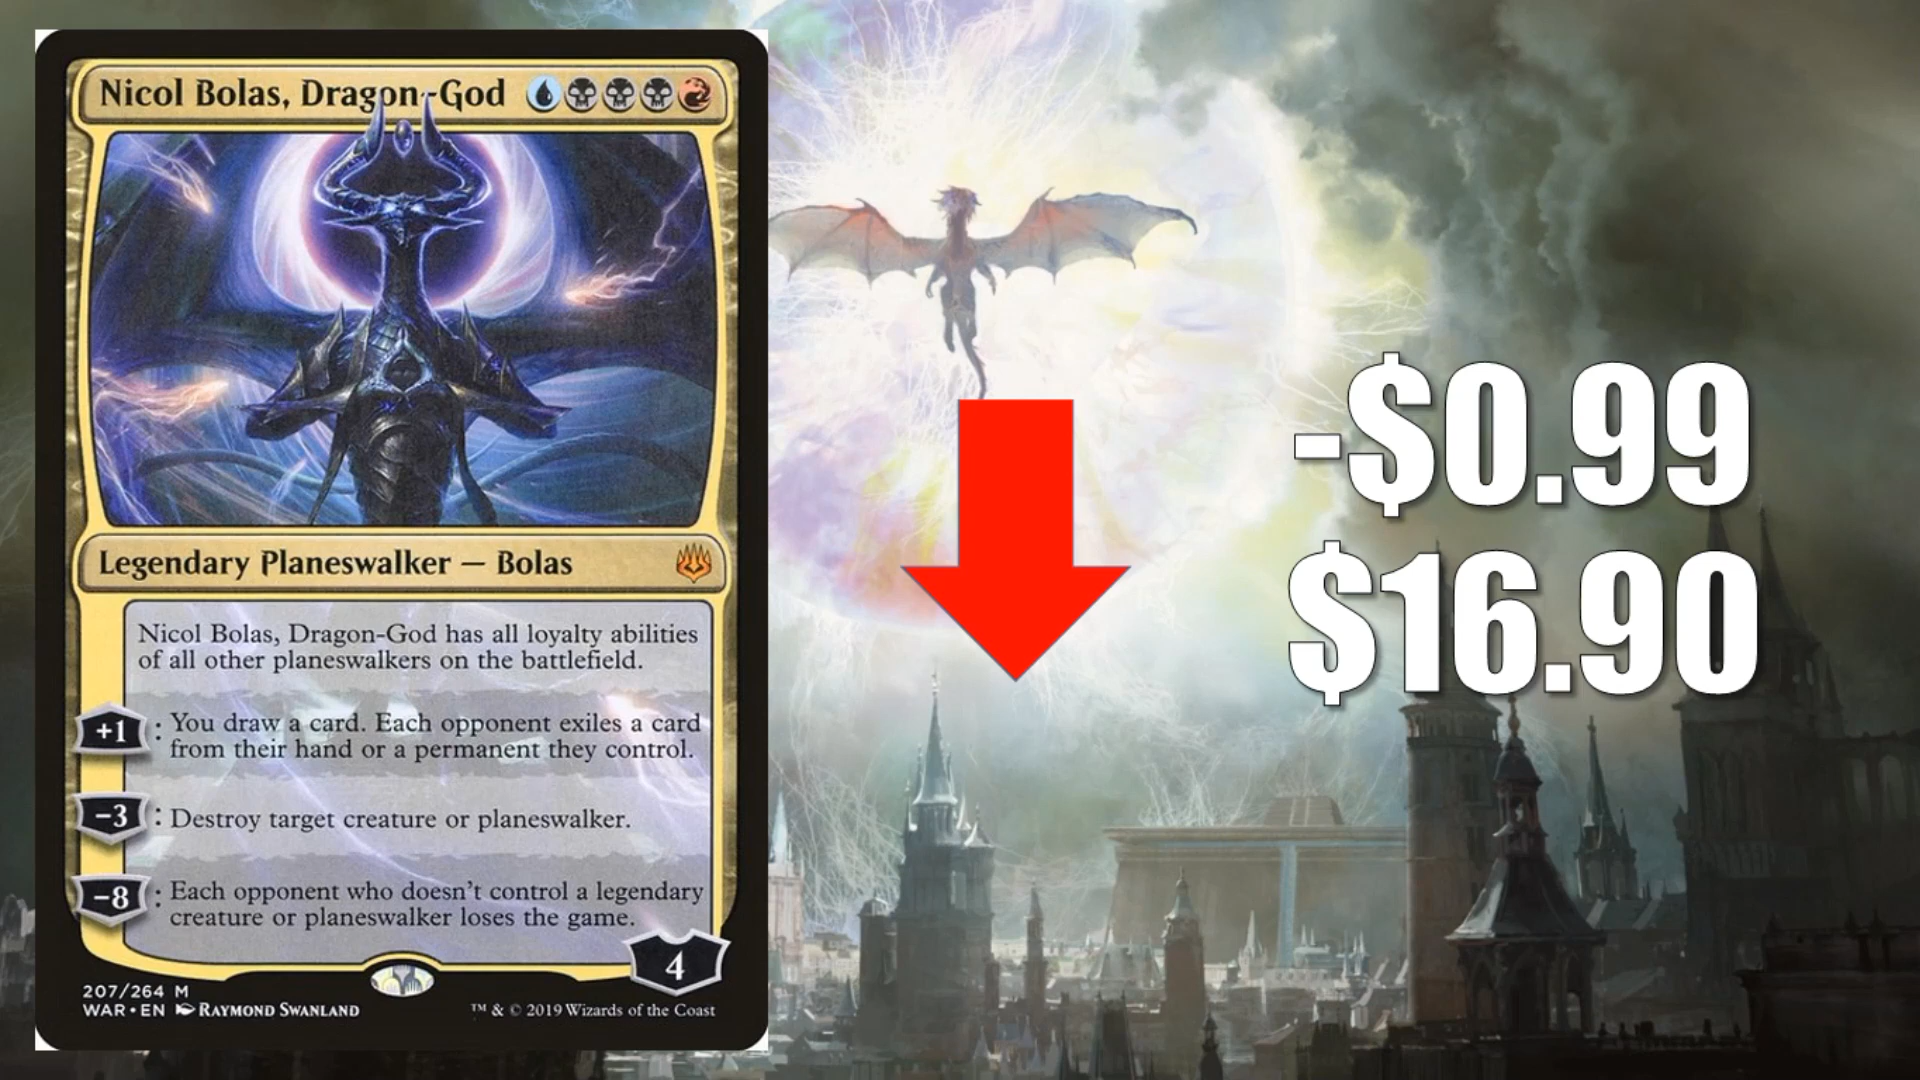 Nicol Bolas, Dragon-God
Legendary Planeswalker — Bolas
Nicol Bolas, Dragon-God has all loyalty abilities
of all other planeswalkers on the battlefield.
+1 : You draw a card. Each opponent exiles a card
from their hand or a permanent they control.
−3 : Destroy target creature or planeswalker.
−8 : Each opponent who doesn't control a legendary
creature or planeswalker loses the game.
4
207/264 M
WAR • EN Raymond Swanland
™ & © 2019 Wizards of the Coast
-$0.99
$16.90